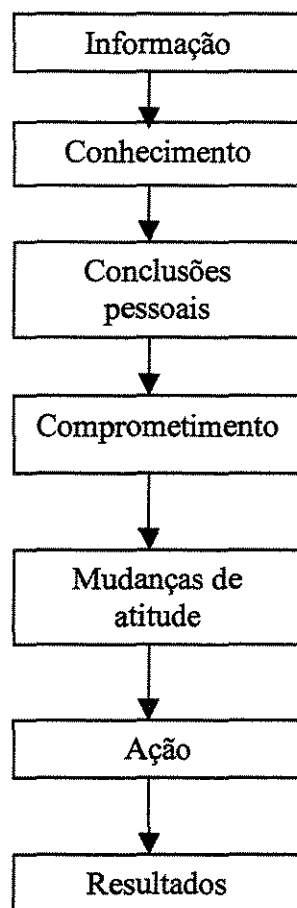 Informação
Conhecimento
Conclusões
pessoais
Comprometimento
Mudanças de
atitude
Ação
Resultados